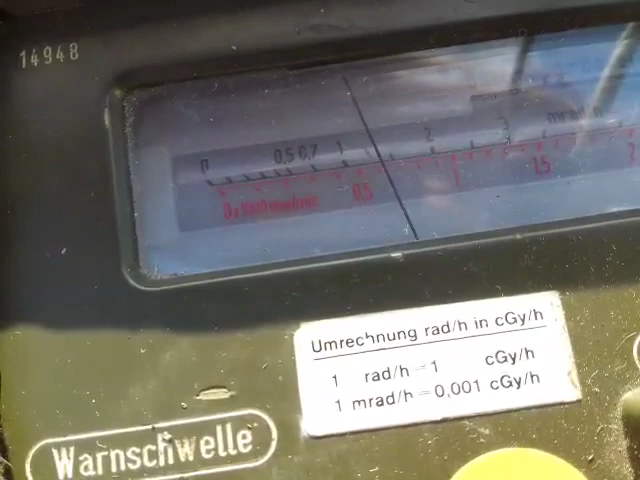 14948
0 0,5 0,7 1 2 3 mrad/h
0,5 1 1,5 2
Umrechnung rad/h in cGy/h
1 rad/h = 1 cGy/h
1 mrad/h = 0,001 cGy/h
Warnschwelle